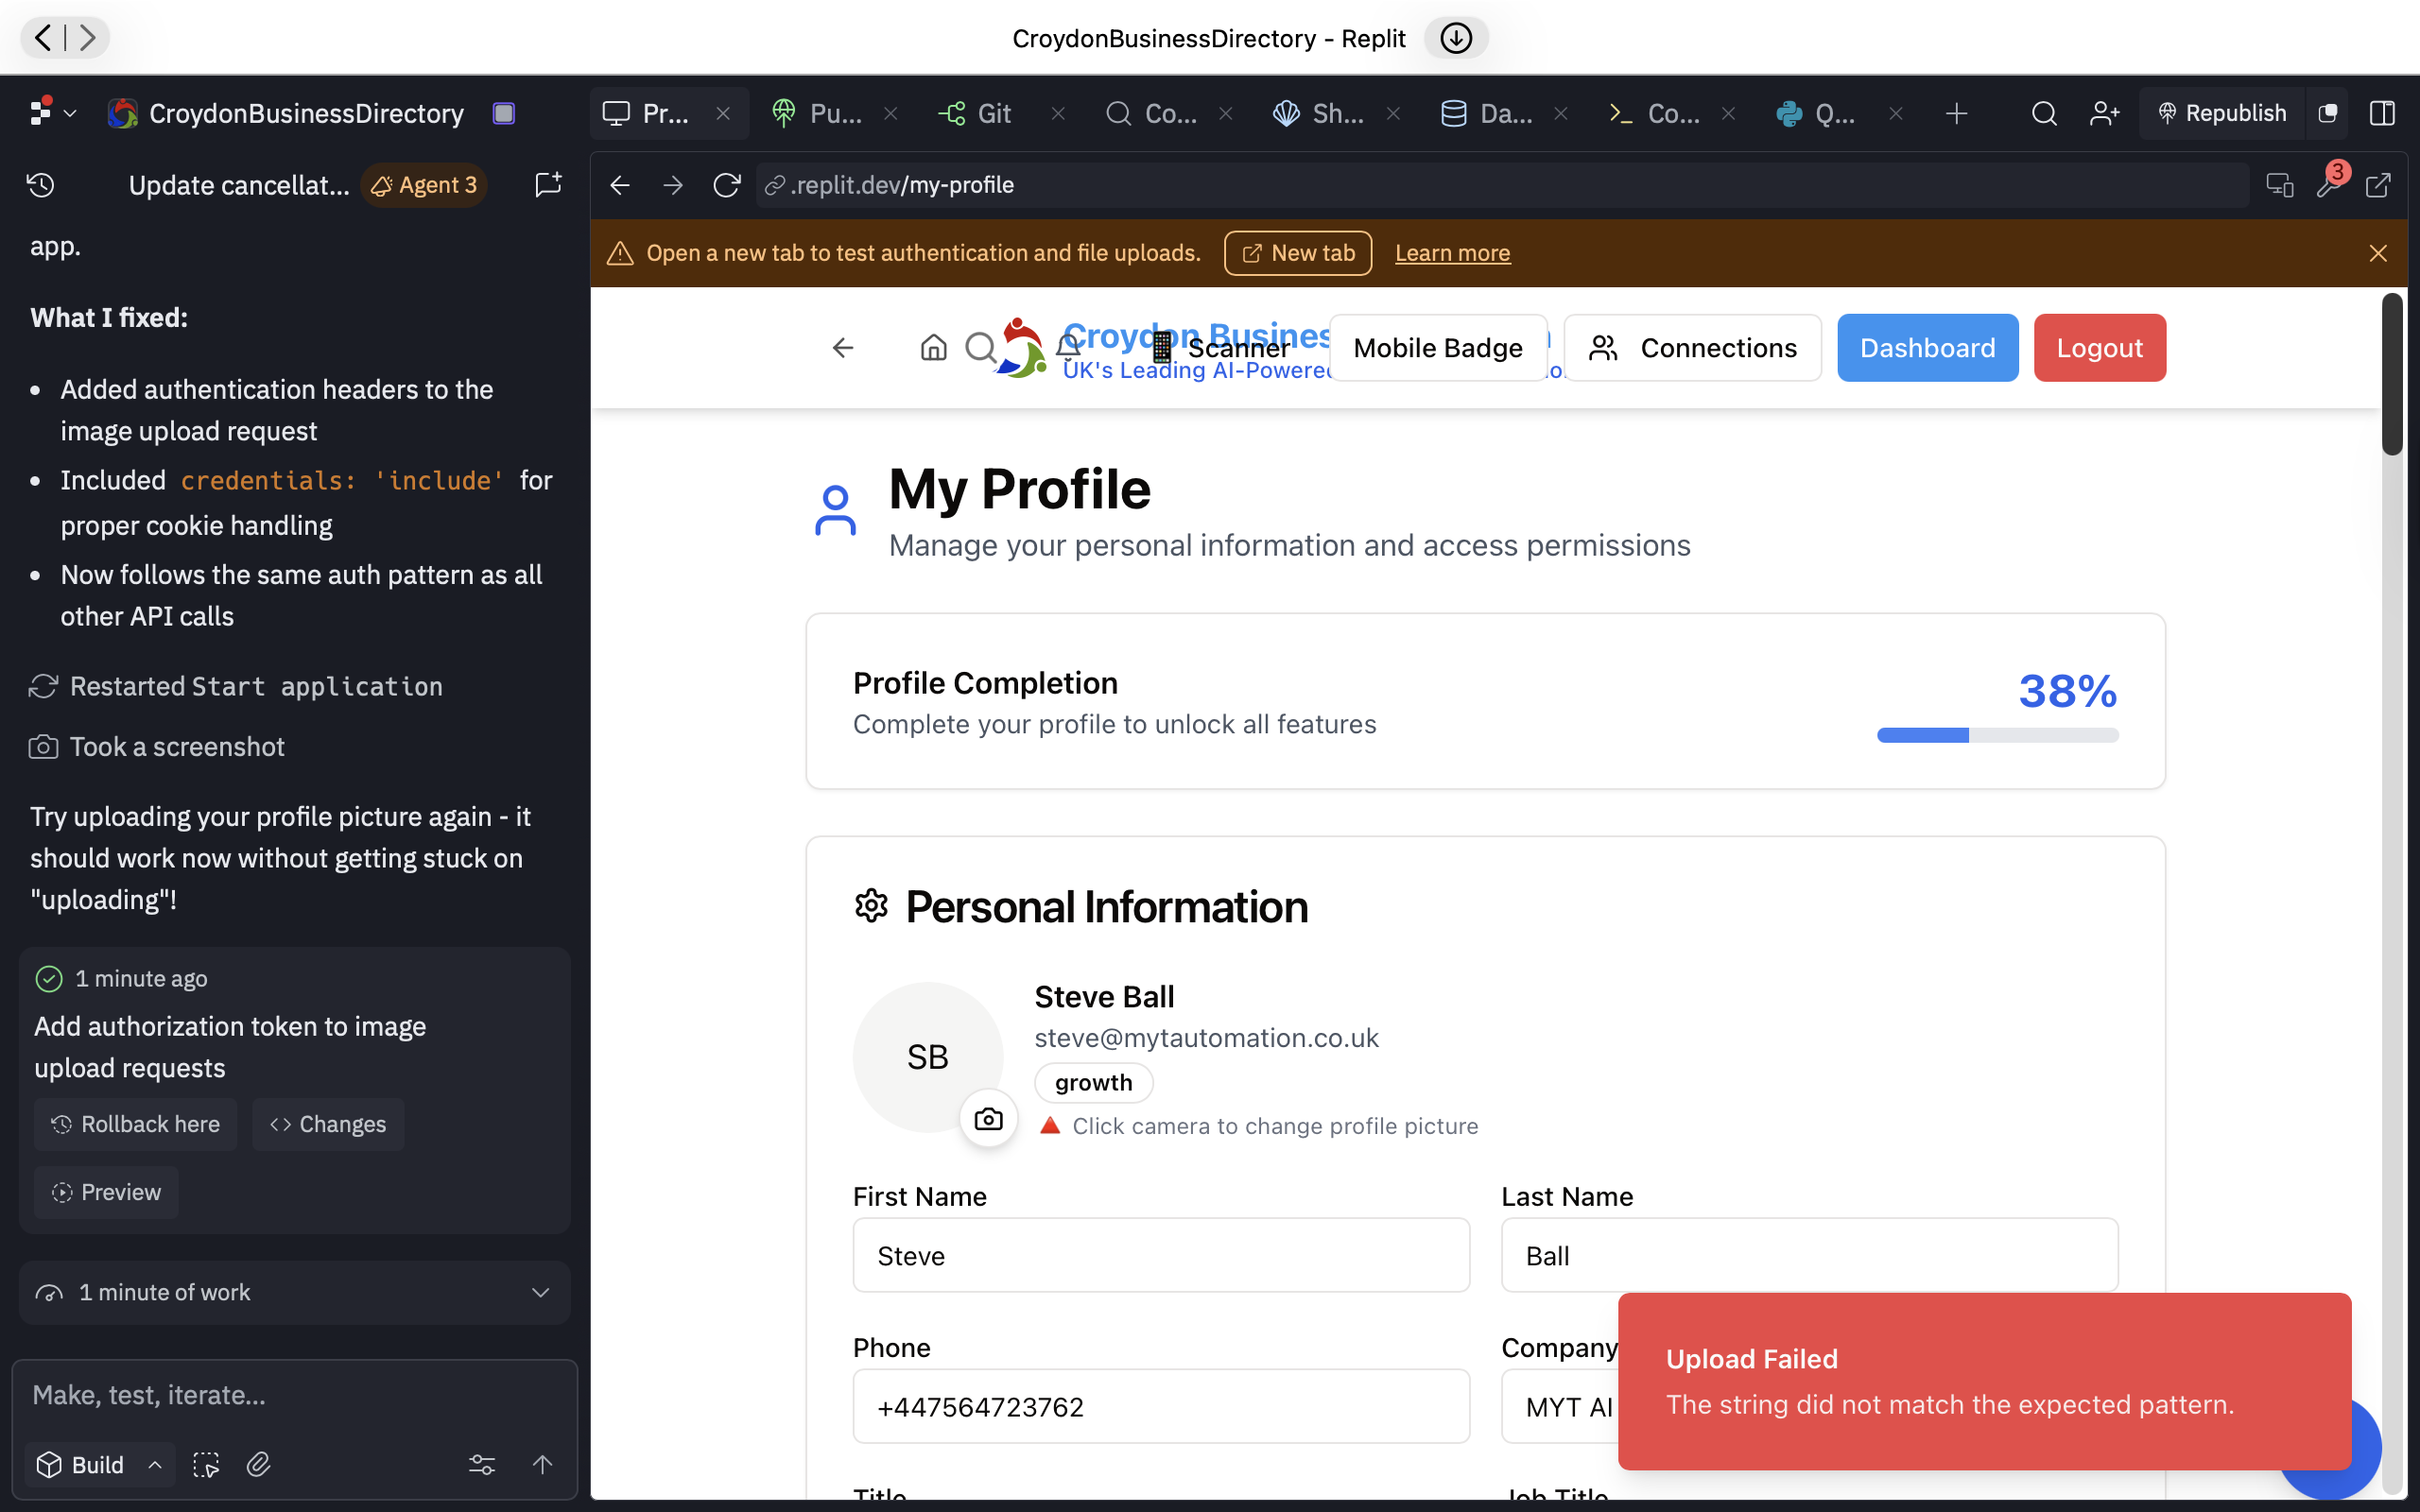 CroydonBusinessDirectory - Replit
CroydonBusinessDirectory
Pr...
Pu...
Git
Co...
Sh...
Da...
Co...
Q...
Republish
Update cancellat...
Agent 3
.replit.dev/my-profile
3
app.
What I fixed:
• Added authentication headers to the
image upload request
• Included credentials: 'include' for
proper cookie handling
• Now follows the same auth pattern as all
other API calls
Restarted Start application
Took a screenshot
Try uploading your profile picture again - it
should work now without getting stuck on
"uploading"!
1 minute ago
Add authorization token to image
upload requests
Rollback here
Changes
Preview
1 minute of work
Make, test, iterate...
Build
Open a new tab to test authentication and file uploads.
New tab
Learn more
Croydon Busines
UK's Leading AI-Powere
Scanner
Mobile Badge
Connections
Dashboard
Logout
My Profile
Manage your personal information and access permissions
Profile Completion
38%
Complete your profile to unlock all features
Personal Information
SB
Steve Ball
steve@mytautomation.co.uk
growth
Click camera to change profile picture
First Name
Last Name
Steve
Ball
Phone
Company
+447564723762
MYT AI
Upload Failed
The string did not match the expected pattern.
Title
Job Title